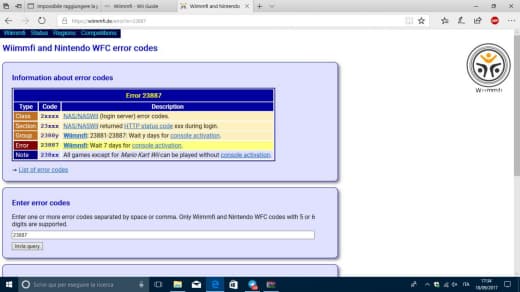 Impossibile raggiungere la p
Wiimmfi - Wii Guide
Wiimmfi and Nintendo
https://wiimmfi.de/error?e=23887
Wiimmfi Status Regions Competitions
Wiimmfi and Nintendo WFC error codes
Wiimmfi
Information about error codes
Error 23887
Type Code Description
Class 2xxxx NAS/NASWII (login server) error codes.
Section 23xxx NAS/NASWII returned HTTP status code xxx during login.
Group 2388y Wiimmfi: 23881-23887: Wait y days for console activation.
Error 23887 Wiimmfi: Wait 7 days for console activation.
Note 238xx All games except for Mario Kart Wii can be played without console activation.
→ List of error codes
Enter error codes
Enter one or more error codes separated by space or comma. Only Wiimmfi and Nintendo WFC codes with 5 or 6
digits are supported.
23887
Invia query
Scrivi qui per eseguire la ricerca
ITA
17:34
18/09/2017